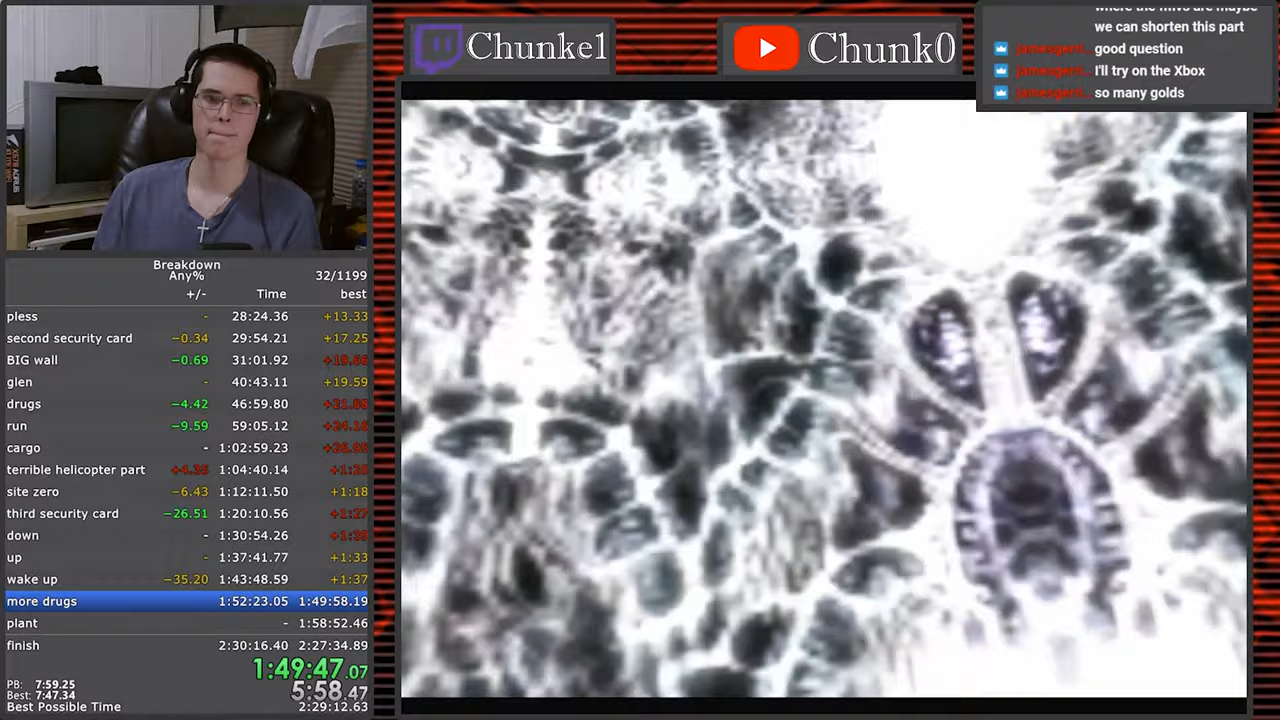 Chunke1
Chunk0
we can shorten this part
good question
I'll try on the Xbox
so many golds
Breakdown
Any% 32/1199
+/- Time best
pless - 28:24.36 +13.33
second security card −0.34 29:54.21 +17.25
BIG wall −0.69 31:01.92
glen - 40:43.11 +19.59
drugs −4.42 46:59.80
run −9.59 59:05.12
cargo - 1:02:59.23
terrible helicopter part +4.35 1:04:40.14
site zero −6.43 1:12:11.50 +1:18
third security card −26.51 1:20:10.56 +1:27
down - 1:30:54.26
up - 1:37:41.77 +1:33
wake up −35.20 1:43:48.59 +1:37
more drugs 1:52:23.05 1:49:58.19
plant - 1:58:52.46
finish 2:30:16.40 2:27:34.89
1:49:47.07
PB: 7:59.25 5:58.47
Best: 7:47.34
Best Possible Time 2:29:12.63